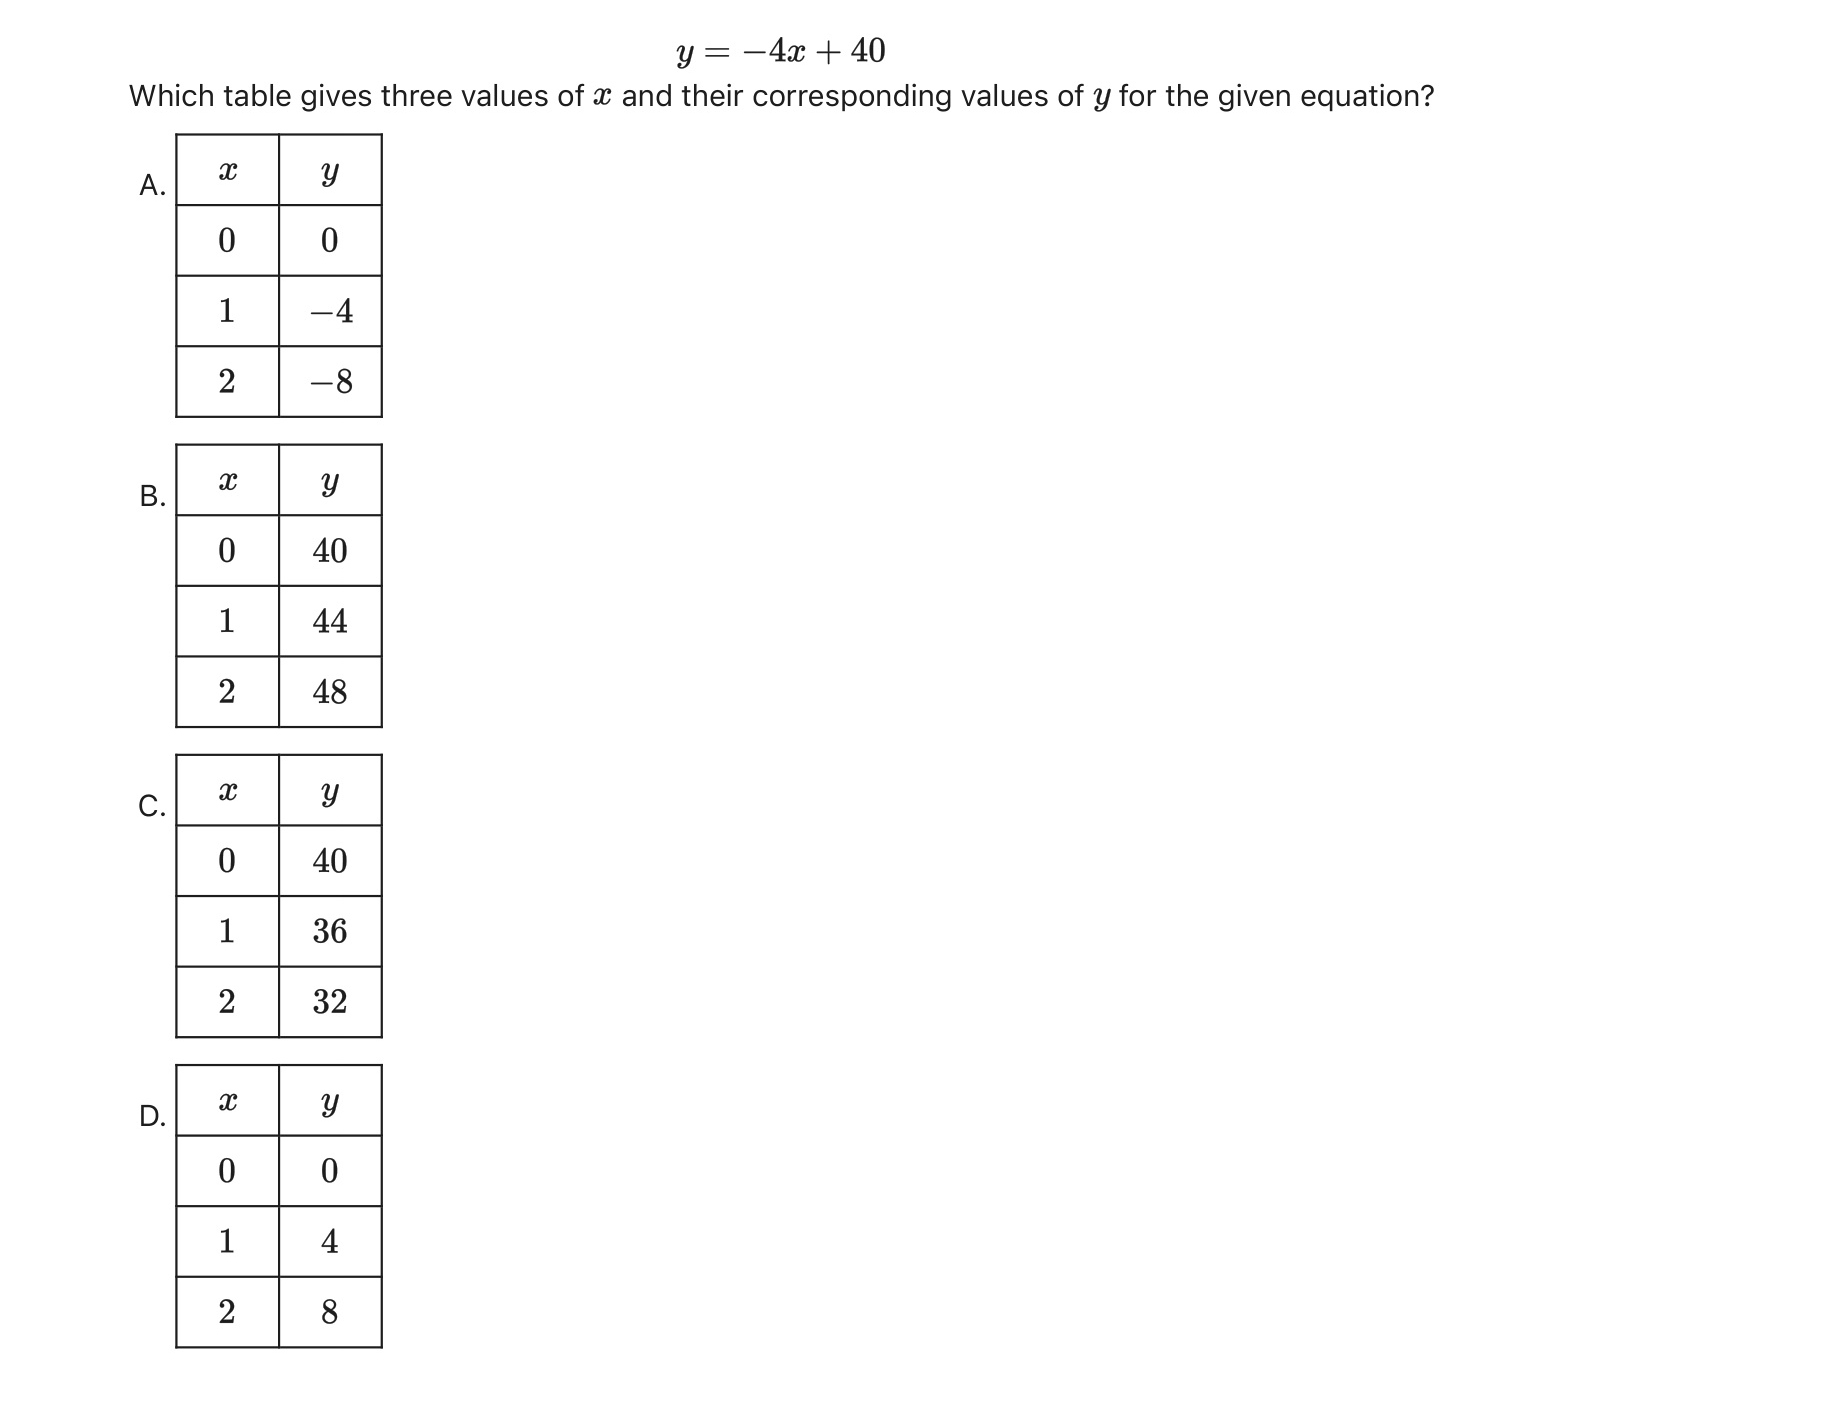 y = −4x + 40
Which table gives three values of x and their corresponding values of y for the given equation?
A.
x y
0 0
1 −4
2 −8
B.
x y
0 40
1 44
2 48
C.
x y
0 40
1 36
2 32
D.
x y
0 0
1 4
2 8